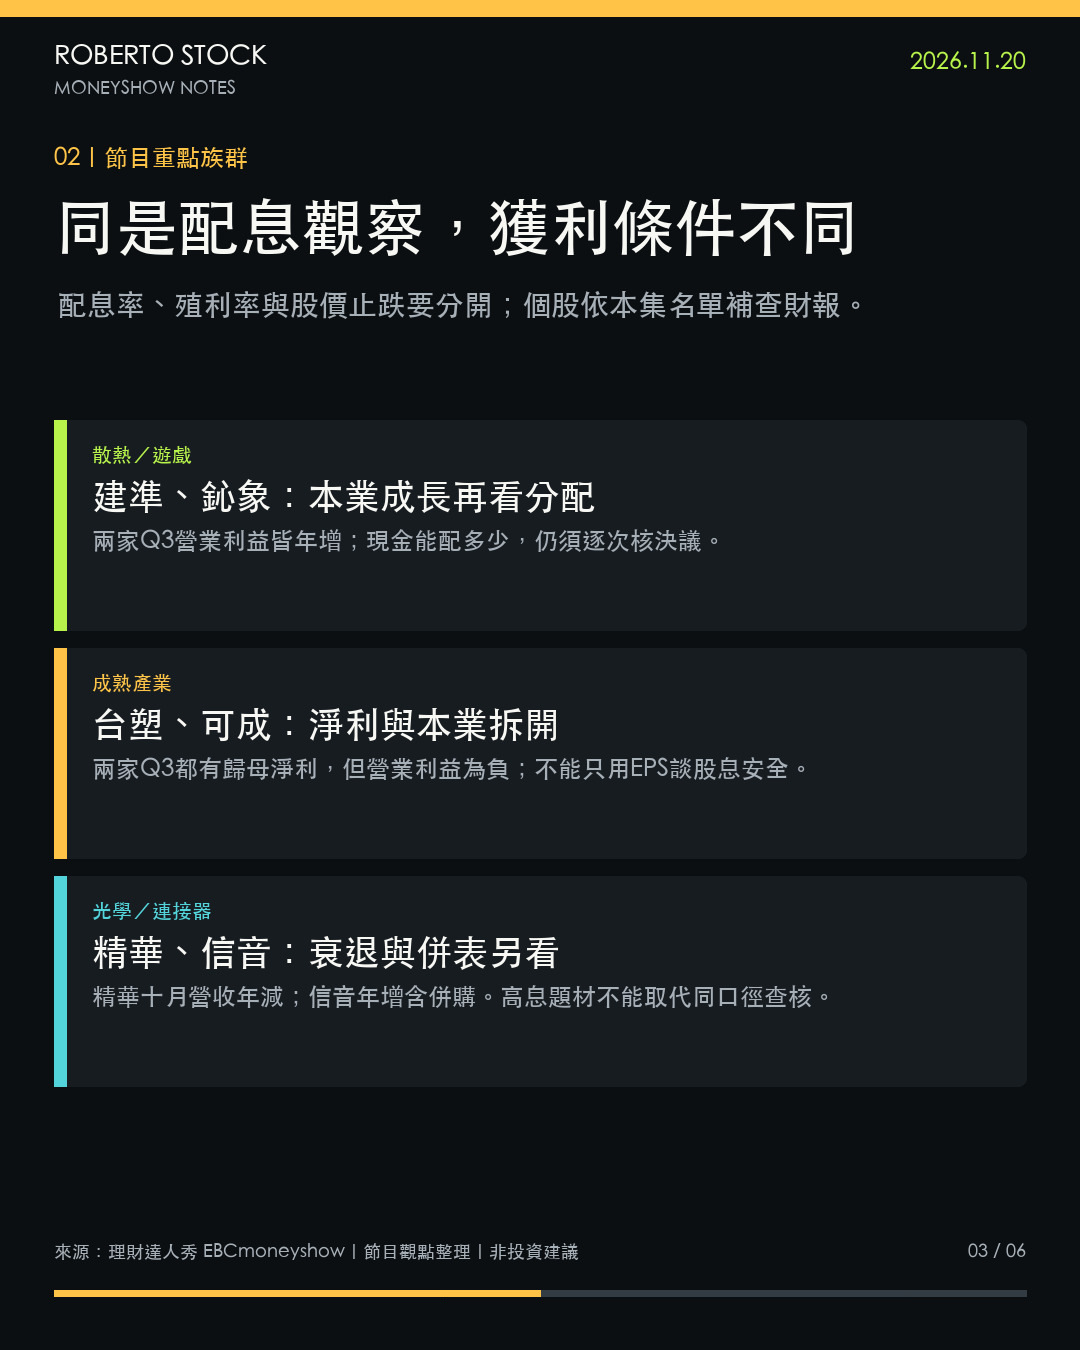 ROBERTO STOCK
MONEYSHOW NOTES
2026.11.20
02｜節目重點族群
同是配息觀察，獲利條件不同
配息率、殖利率與股價止跌要分開；個股依本集名單補查財報。
散熱／遊戲
建準、鈊象：本業成長再看分配
兩家Q3營業利益皆年增；現金能配多少，仍須逐次核決議。
成熟產業
台塑、可成：淨利與本業拆開
兩家Q3都有歸母淨利，但營業利益為負；不能只用EPS談股息安全。
光學／連接器
精華、信音：衰退與併表另看
精華十月營收年減；信音年增含併購。高息題材不能取代同口徑查核。
來源：理財達人秀 EBCmoneyshow｜節目觀點整理｜非投資建議
03 / 06